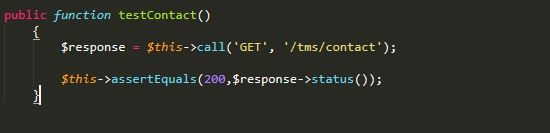 public function testContact()
{
$response = $this->call('GET', '/tms/contact');
$this->assertEquals(200,$response->status());
}